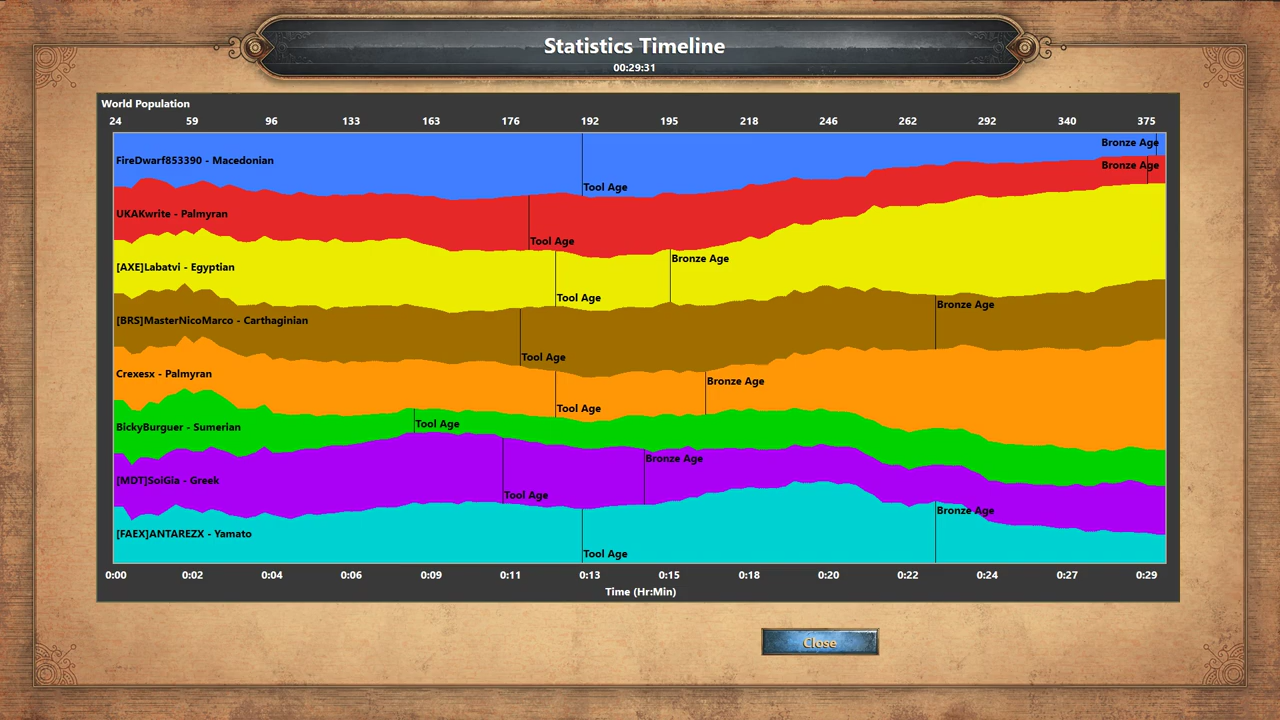 Statistics Timeline
00:29:31
World Population
24 59 96 133 163 176 192 195 218 246 262 292 340 375
Bronze Age
FireDwarf853390 - Macedonian
Bronze Age
Tool Age
UKAKwrite - Palmyran
Tool Age
Bronze Age
[AXE]Labatvi - Egyptian
Tool Age
Bronze Age
[BRS]MasterNicoMarco - Carthaginian
Tool Age
Crexesx - Palmyran
Bronze Age
Tool Age
BickyBurguer - Sumerian
Tool Age
Bronze Age
[MDT]SolGia - Greek
Tool Age
Bronze Age
[FAEX]ANTAREZX - Yamato
Tool Age
0:00 0:02 0:04 0:06 0:09 0:11 0:13 0:15 0:18 0:20 0:22 0:24 0:27 0:29
Time (Hr:Min)
Close